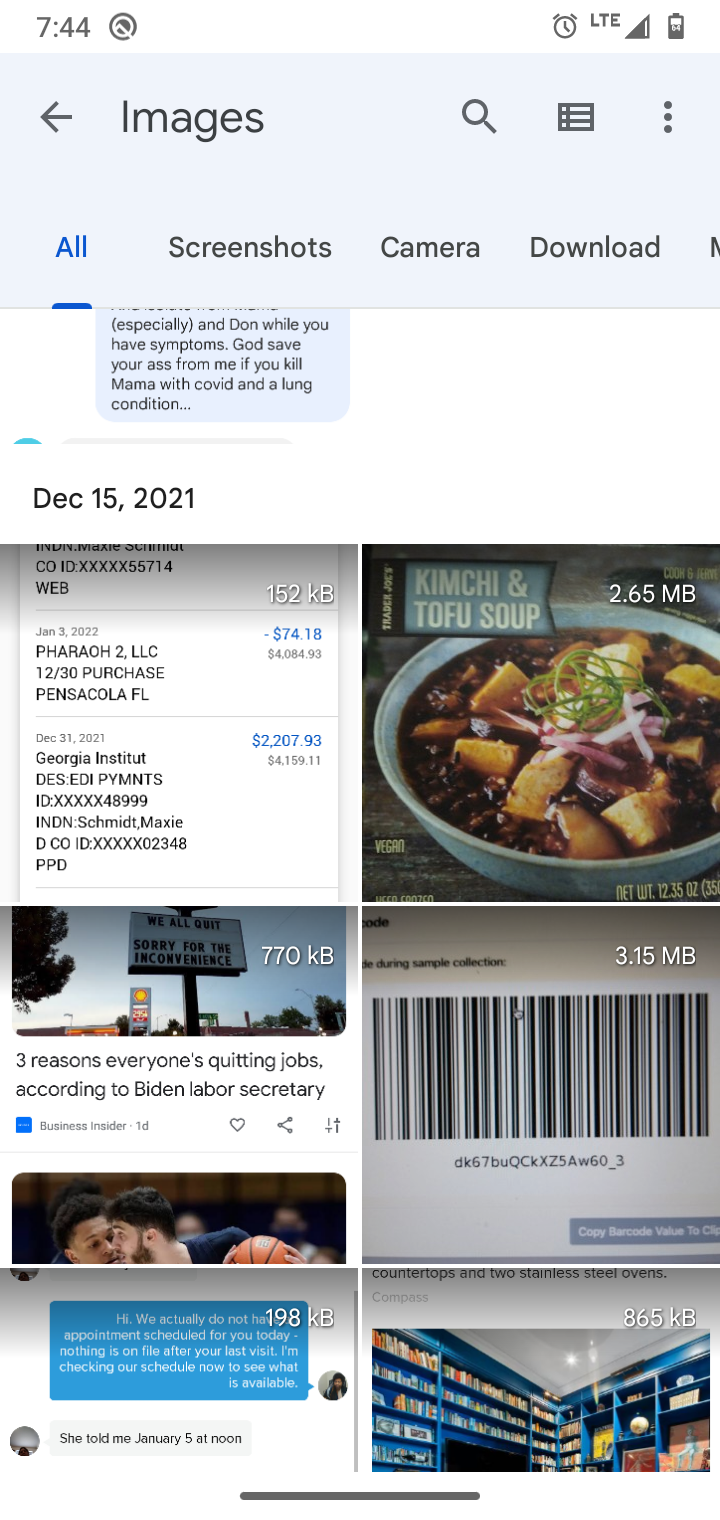 7:44
LTE
64
Images
All
Screenshots
Camera
Download
(especially) and Don while you
have symptoms. God save
your ass from me if you kill
Mama with covid and a lung
condition...
Dec 15, 2021
INDN:Maxie Schmidt
CO ID:XXXXX55714
WEB
152 kB
Jan 3, 2022
- $74.18
PHARAOH 2, LLC
$4,084.93
12/30 PURCHASE
PENSACOLA FL
Dec 31, 2021
$2,207.93
Georgia Institut
$4,159.11
DES:EDI PYMNTS
ID:XXXXX48999
INDN:Schmidt,Maxie
D CO ID:XXXXX02348
PPD
TRADER JOE'S
KIMCHI &
TOFU SOUP
COOK &
2.65 MB
VEGAN
KEEP FROZEN
NET WT. 12.35 OZ (35
WE ALL QUIT
SORRY FOR THE
INCONVENIENCE
770 kB
3 reasons everyone's quitting jobs,
according to Biden labor secretary
Business Insider · 1d
code
de during sample collection:
3.15 MB
dk67buQCkXZ5Aw60_3
Copy Barcode Value To Clip
198 kB
Hi. We actually do not
appointment scheduled for you today -
nothing is on file after your last visit. I'm
checking our schedule now to see what
is available.
She told me January 5 at noon
countertops and two stainless steel ovens.
Compass
865 kB